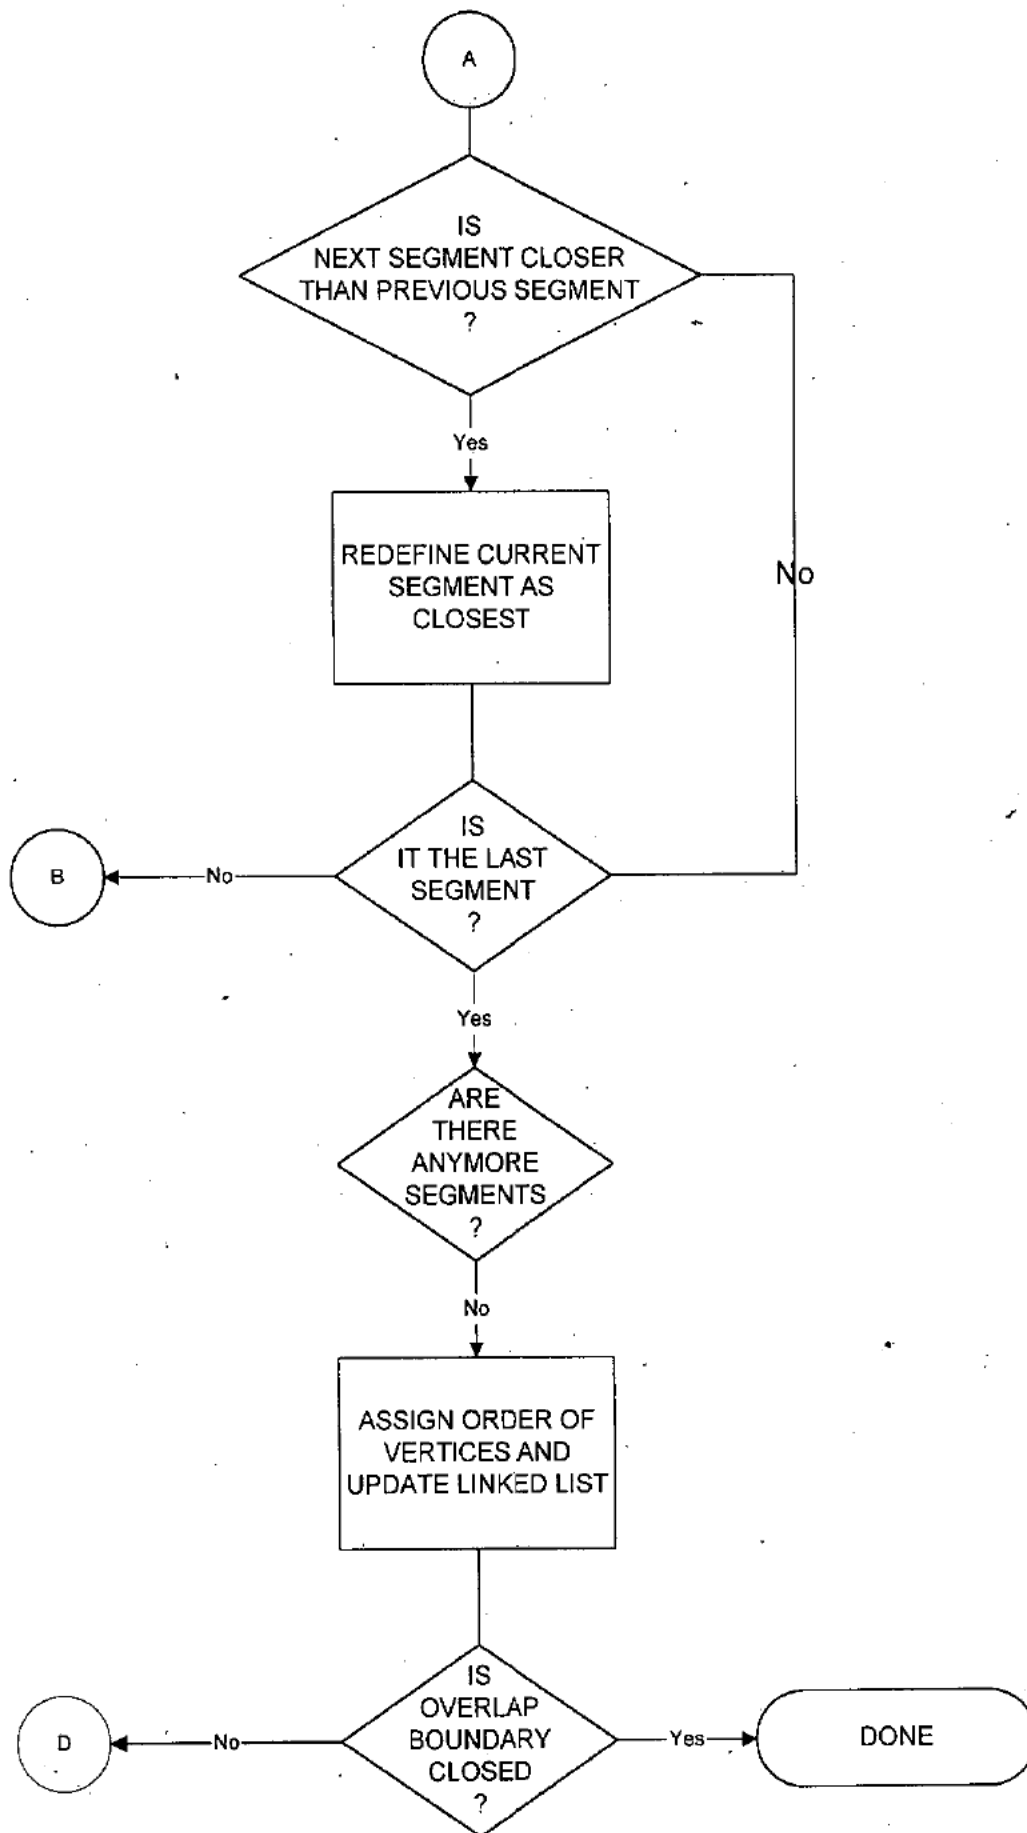 A
IS
NEXT SEGMENT CLOSER
THAN PREVIOUS SEGMENT
?
Yes
REDEFINE CURRENT
SEGMENT AS
CLOSEST
No
IS
IT THE LAST
SEGMENT
?
B
No
Yes
ARE
THERE
ANYMORE
SEGMENTS
?
No
ASSIGN ORDER OF
VERTICES AND
UPDATE LINKED LIST
IS
OVERLAP
BOUNDARY
CLOSED
?
D
No
Yes
DONE